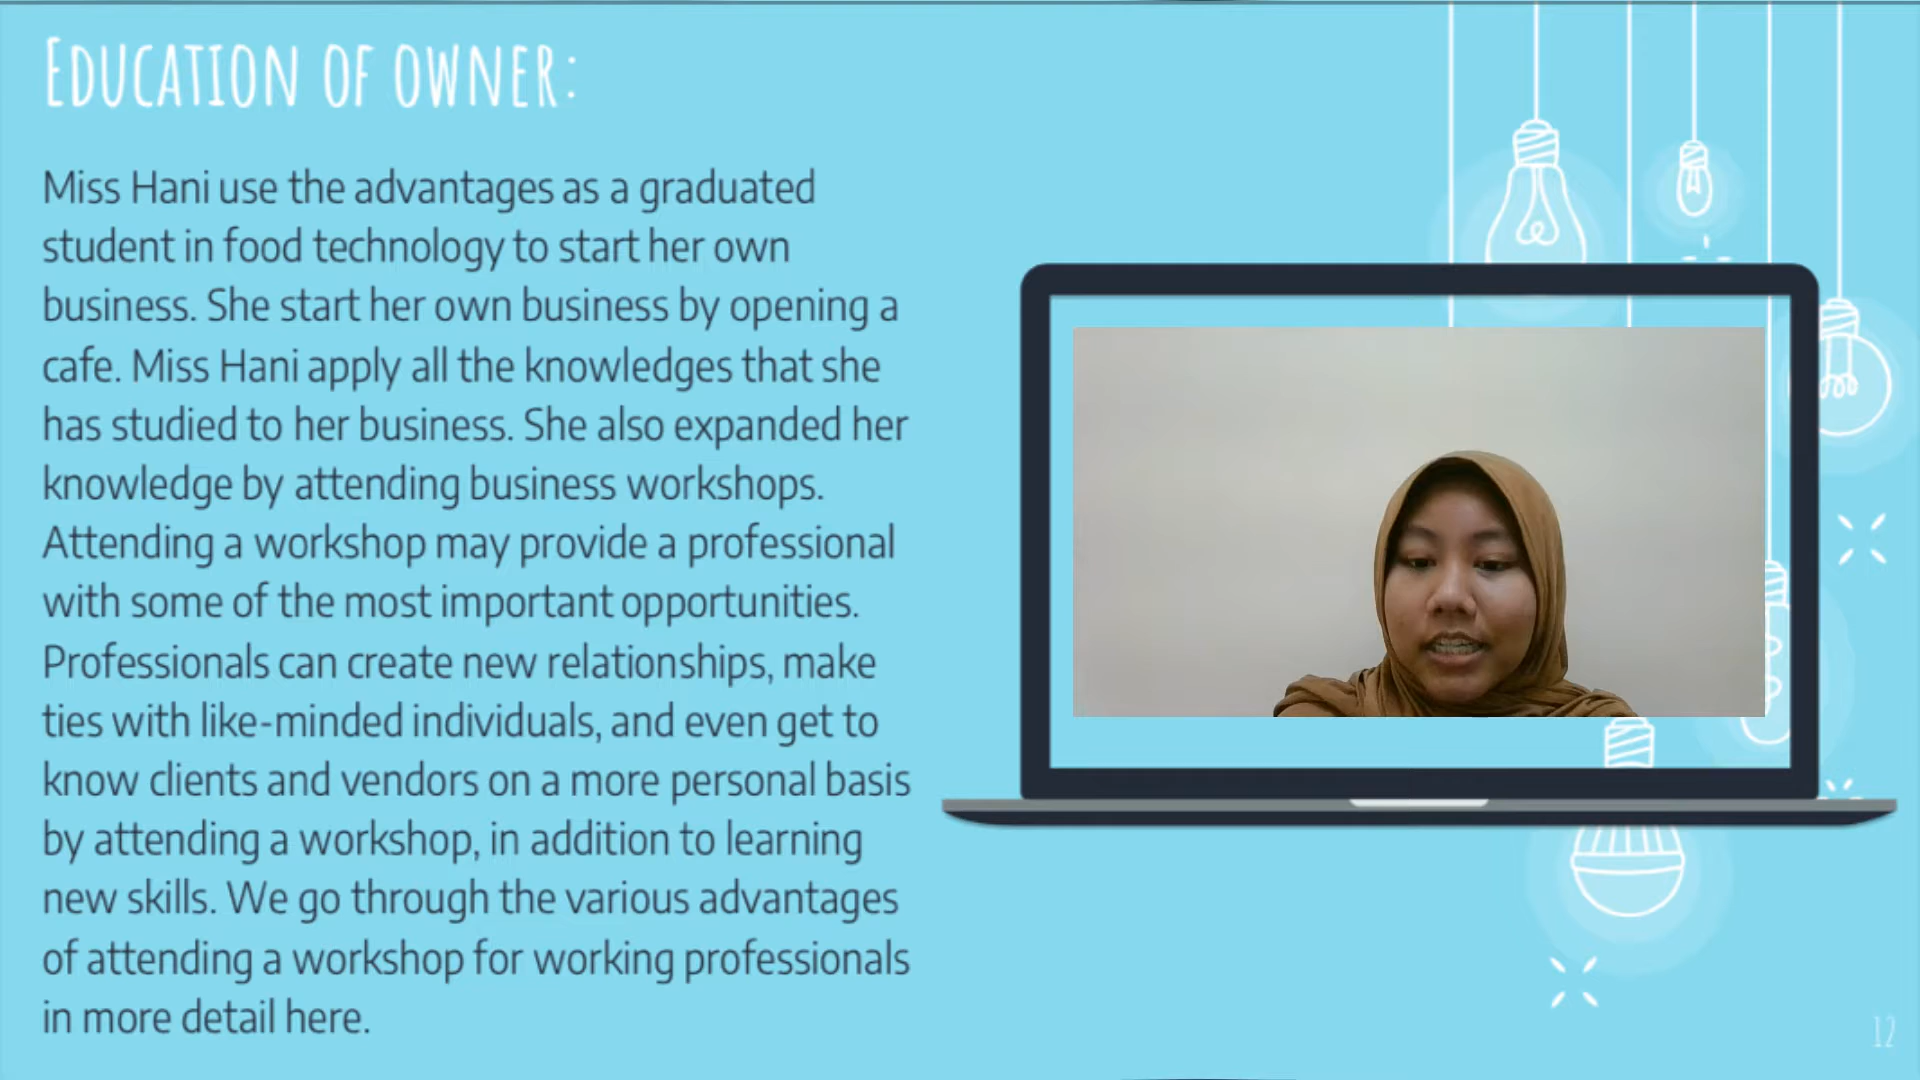 EDUCATION OF OWNER:
Miss Hani use the advantages as a graduated
student in food technology to start her own
business. She start her own business by opening a
cafe. Miss Hani apply all the knowledges that she
has studied to her business. She also expanded her
knowledge by attending business workshops.
Attending a workshop may provide a professional
with some of the most important opportunities.
Professionals can create new relationships, make
ties with like-minded individuals, and even get to
know clients and vendors on a more personal basis
by attending a workshop, in addition to learning
new skills. We go through the various advantages
of attending a workshop for working professionals
in more detail here.
12